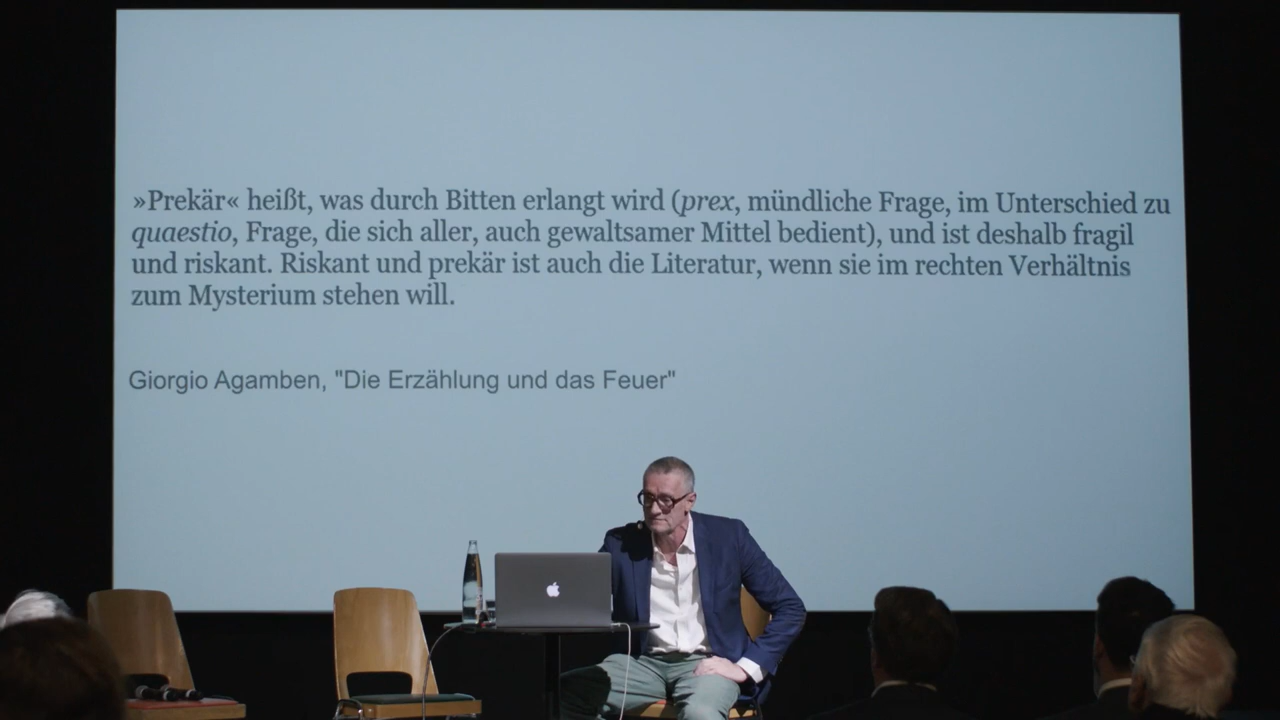 »Prekär« heißt, was durch Bitten erlangt wird (prex, mündliche Frage, im Unterschied zu
quaestio, Frage, die sich aller, auch gewaltsamer Mittel bedient), und ist deshalb fragil
und riskant. Riskant und prekär ist auch die Literatur, wenn sie im rechten Verhältnis
zum Mysterium stehen will.
Giorgio Agamben, "Die Erzählung und das Feuer"